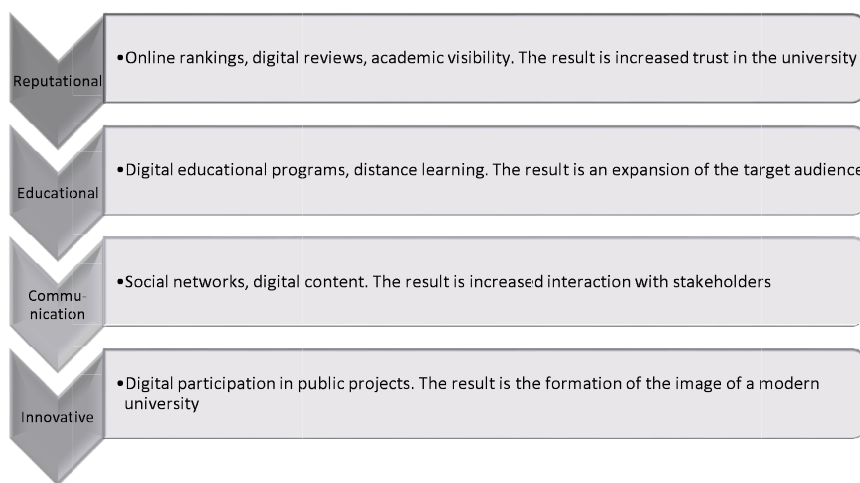 Reputational
•Online rankings, digital reviews, academic visibility. The result is increased trust in the university
Educational
•Digital educational programs, distance learning. The result is an expansion of the target audience
Commu-
nication
•Social networks, digital content. The result is increased interaction with stakeholders
Innovative
•Digital participation in public projects. The result is the formation of the image of a modern
university